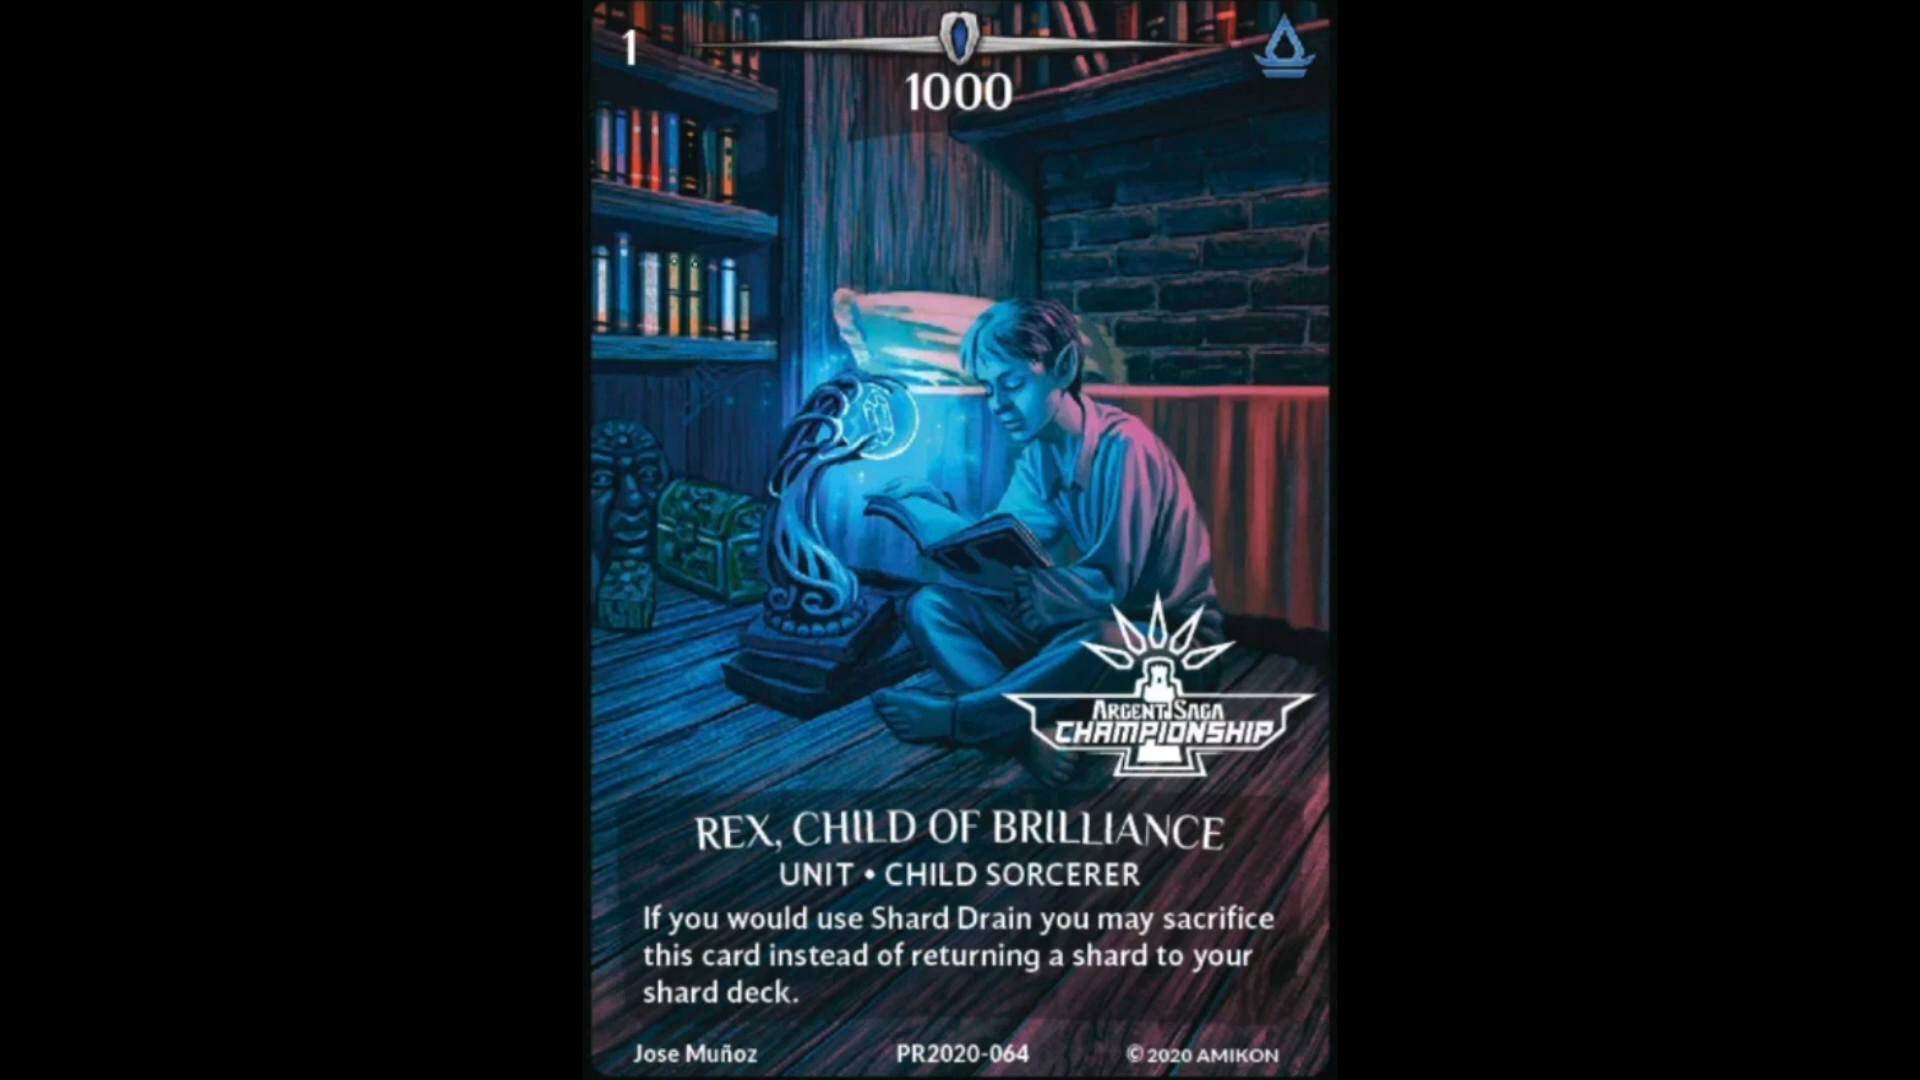 1
1000
ARGENT SAGA
CHAMPIONSHIP
REX, CHILD OF BRILLIANCE
UNIT • CHILD SORCERER
If you would use Shard Drain you may sacrifice
this card instead of returning a shard to your
shard deck.
Jose Muñoz PR2020-064 © 2020 AMIKON